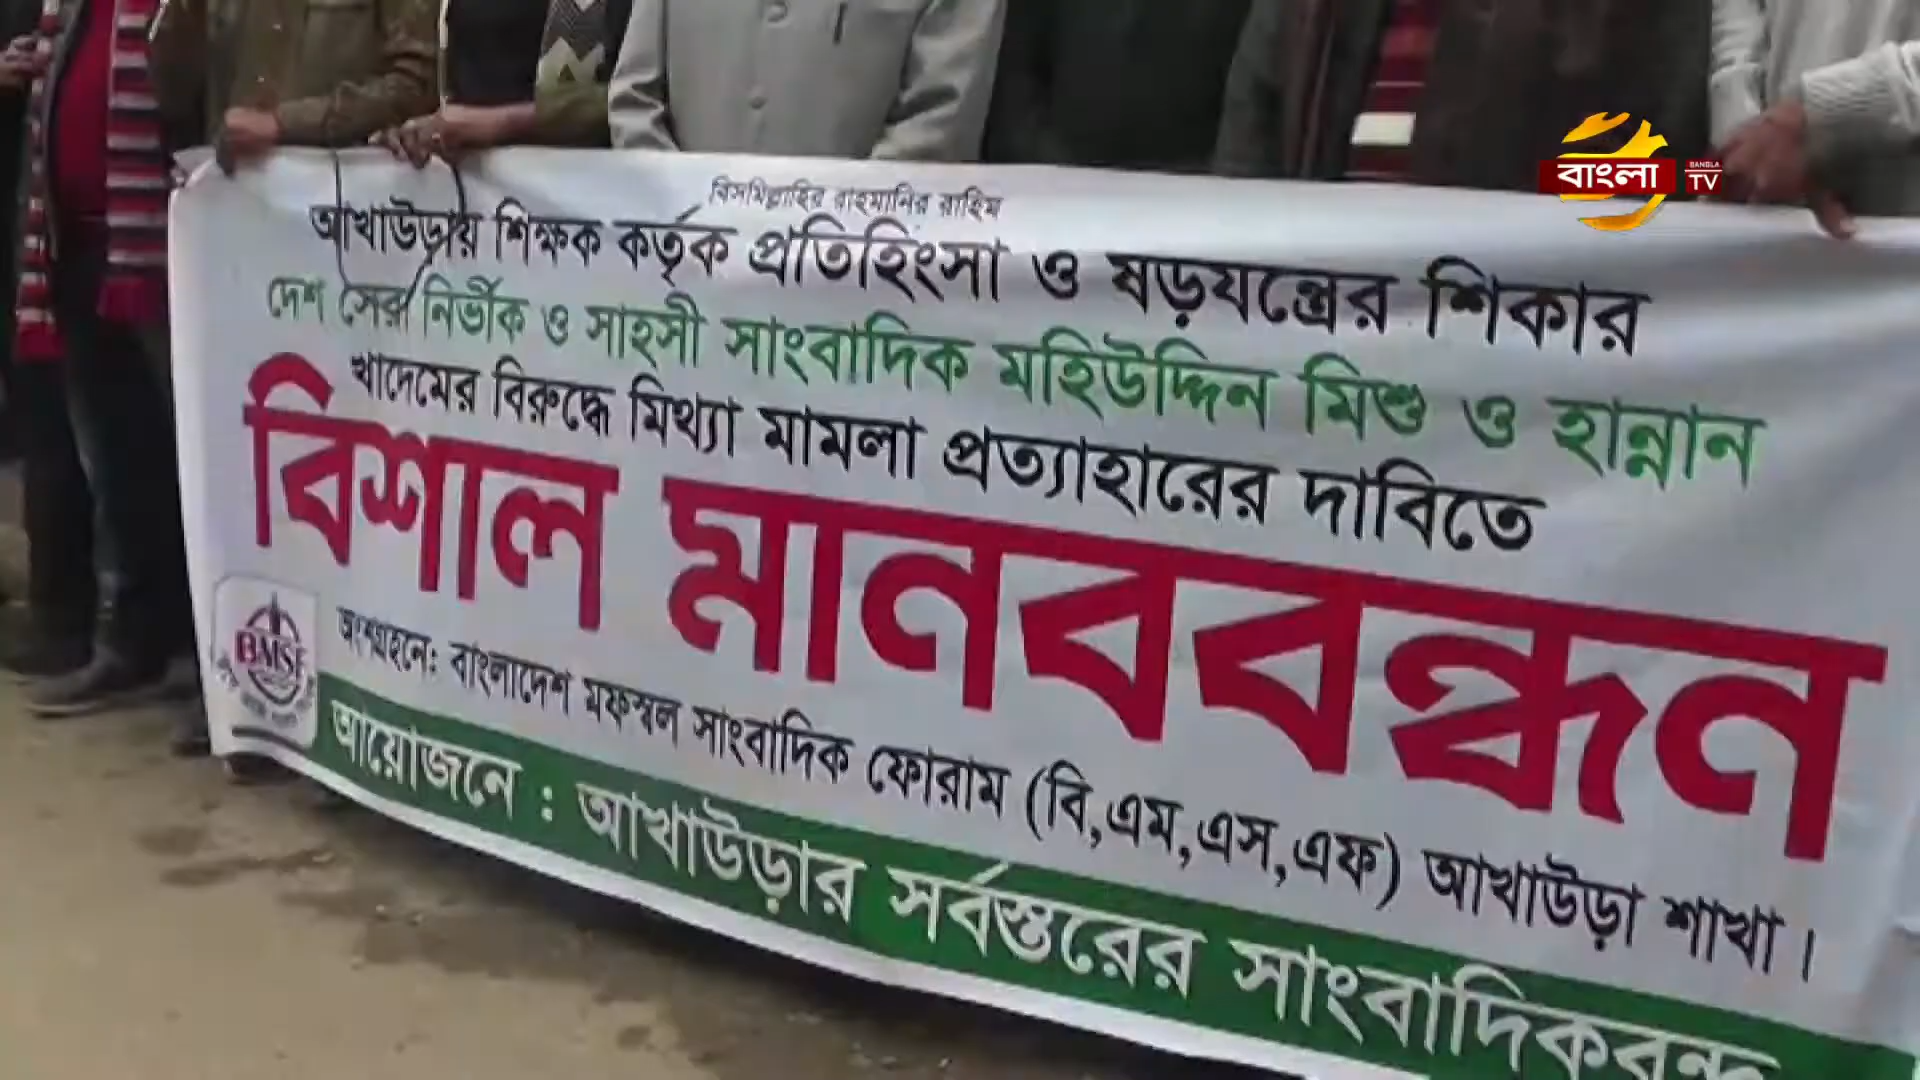 বিসমিল্লাহির রাহমানির রাহিম
আখাউড়ায় শিক্ষক কর্তৃক প্রতিহিংসা ও ষড়যন্ত্রের শিকার
দেশ সেরা নির্ভীক ও সাহসী সাংবাদিক মহিউদ্দিন মিশু ও হান্নান
খাদেমের বিরুদ্ধে মিথ্যা মামলা প্রত্যাহারের দাবিতে
বিশাল মানববন্ধন
অংশগ্রহনে: বাংলাদেশ মফস্বল সাংবাদিক ফোরাম (বি,এম,এস,এফ) আখাউড়া শাখা।
আয়োজনে : আখাউড়ার সর্বস্তরের সাংবাদিকবৃন্দ
BMSF
বাংলা
BANGLA
TV